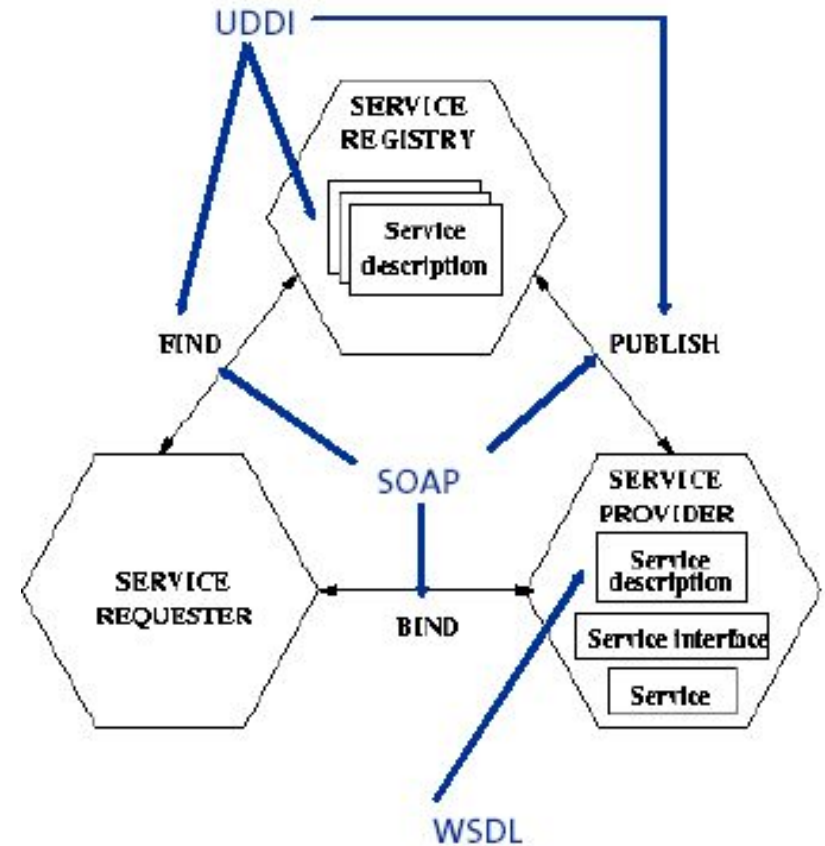 UDDI
SERVICE
REGISTRY
Service
description
FIND
PUBLISH
SOAP
SERVICE
REQUESTER
BIND
SERVICE
PROVIDER
Service
description
Service interface
Service
WSDL